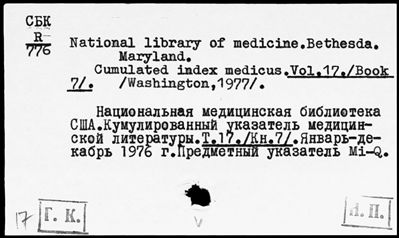 СБК
R
776
National library of medicine.Bethesda.
Maryland.
Cumulated index medicus.Vol.17./Book
7/. /Washington,1977/.
Национальная медицинская библиотека
США.Кумулированный указатель медицин-
ской литературы.Т.17./Кн.7/.Январь-де-
кабрь 1976 г.Предметный указатель Mi-Q.
17
Г. К.
А. П.